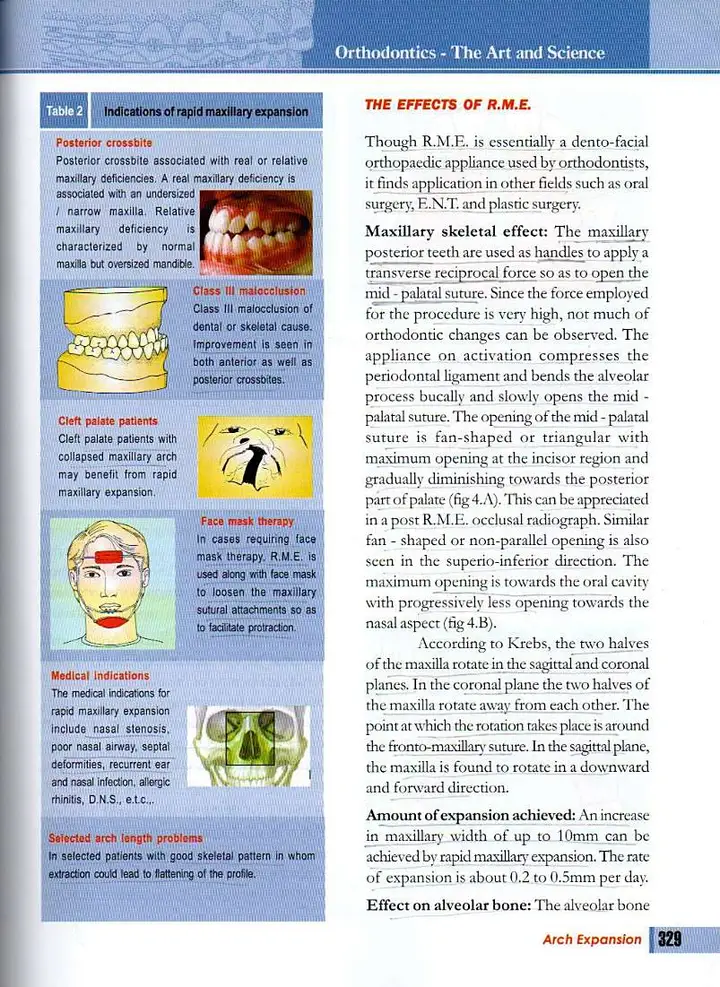 Orthodontics - The Art and Science
Table 2
Indications of rapid maxillary expansion
Posterior crossbite
Posterior crossbite associated with real or relative
maxillary deficiencies. A real maxillary deficiency is
associated with an undersized
/ narrow maxilla. Relative
maxillary deficiency is
characterized by normal
maxilla but oversized mandible.
Class III malocclusion
Class III malocclusion of
dental or skeletal cause.
Improvement is seen in
both anterior as well as
posterior crossbites.
Cleft palate patients
Cleft palate patients with
collapsed maxillary arch
may benefit from rapid
maxillary expansion.
Face mask therapy
In cases requiring face
mask therapy, R.M.E. is
used along with face mask
to loosen the maxillary
sutural attachments so as
to facilitate protraction.
Medical indications
The medical indications for
rapid maxillary expansion
include nasal stenosis,
poor nasal airway, septal
deformities, recurrent ear
and nasal infection, allergic
rhinitis, D.N.S., e.t.c.,.
Selected arch length problems
In selected patients with good skeletal pattern in whom
extraction could lead to flattening of the profile.
THE EFFECTS OF R.M.E.
Though R.M.E. is essentially a dento-facial
orthopaedic appliance used by orthodontists,
it finds application in other fields such as oral
surgery, E.N.T. and plastic surgery.
Maxillary skeletal effect: The maxillary
posterior teeth are used as handles to apply a
transverse reciprocal force so as to open the
mid - palatal suture. Since the force employed
for the procedure is very high, not much of
orthodontic changes can be observed. The
appliance on activation compresses the
periodontal ligament and bends the alveolar
process bucally and slowly opens the mid -
palatal suture. The opening of the mid - palatal
suture is fan-shaped or triangular with
maximum opening at the incisor region and
gradually diminishing towards the posterior
part of palate (fig 4.A). This can be appreciated
in a post R.M.E. occlusal radiograph. Similar
fan - shaped or non-parallel opening is also
seen in the superio-inferior direction. The
maximum opening is towards the oral cavity
with progressively less opening towards the
nasal aspect (fig 4.B).
According to Krebs, the two halves
of the maxilla rotate in the sagittal and coronal
planes. In the coronal plane the two halves of
the maxilla rotate away from each other. The
point at which the rotation takes place is around
the fronto-maxillary suture. In the sagittal plane,
the maxilla is found to rotate in a downward
and forward direction.
Amount of expansion achieved: An increase
in maxillary width of up to 10mm can be
achieved by rapid maxillary expansion. The rate
of expansion is about 0.2 to 0.5mm per day.
Effect on alveolar bone: The alveolar bone
Arch Expansion 329